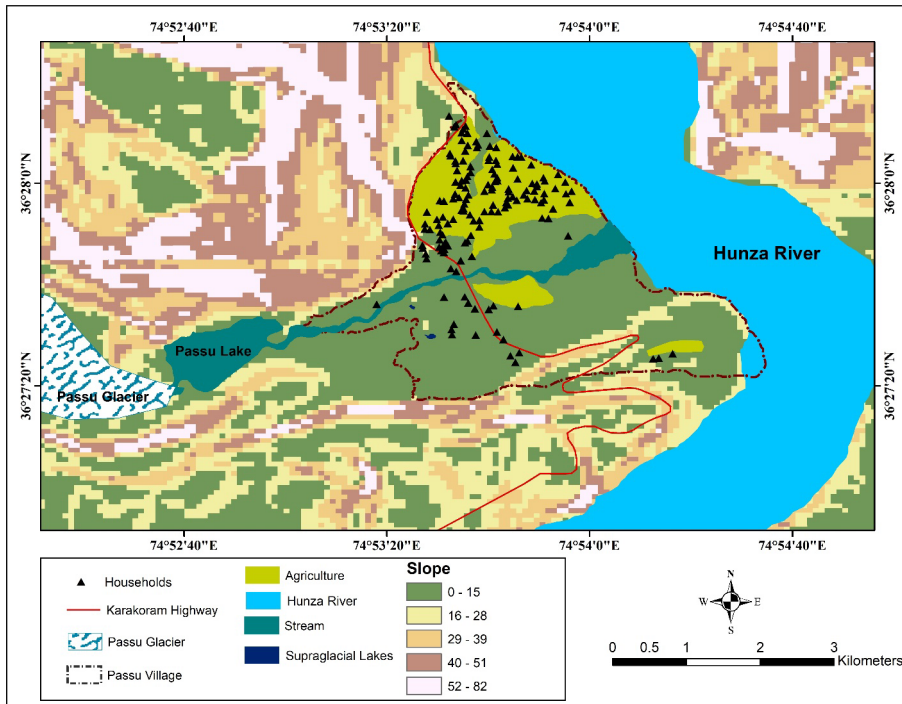 74°52'40"E 74°53'20"E 74°54'0"E 74°54'40"E
36°28'0"N 36°28'0"N
Hunza River
Passu Lake
Passu Glacier
36°27'20"N 36°27'20"N
74°52'40"E 74°53'20"E 74°54'0"E 74°54'40"E
Households
Karakoram Highway
Passu Glacier
Passu Village
Agriculture
Hunza River
Stream
Supraglacial Lakes
Slope
0 - 15
16 - 28
29 - 39
40 - 51
52 - 82
N
W E
S
0 0.5 1 2 3
Kilometers